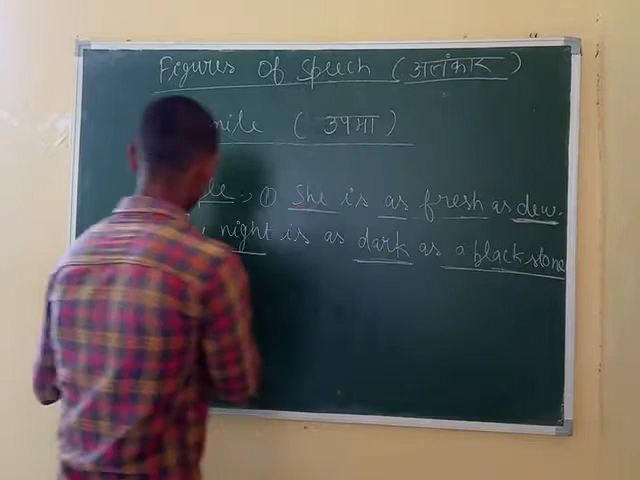 Figures Of Speech (अलंकार)
mile (उपमा)
① She is as fresh as dew.
night is as dark as a black stone